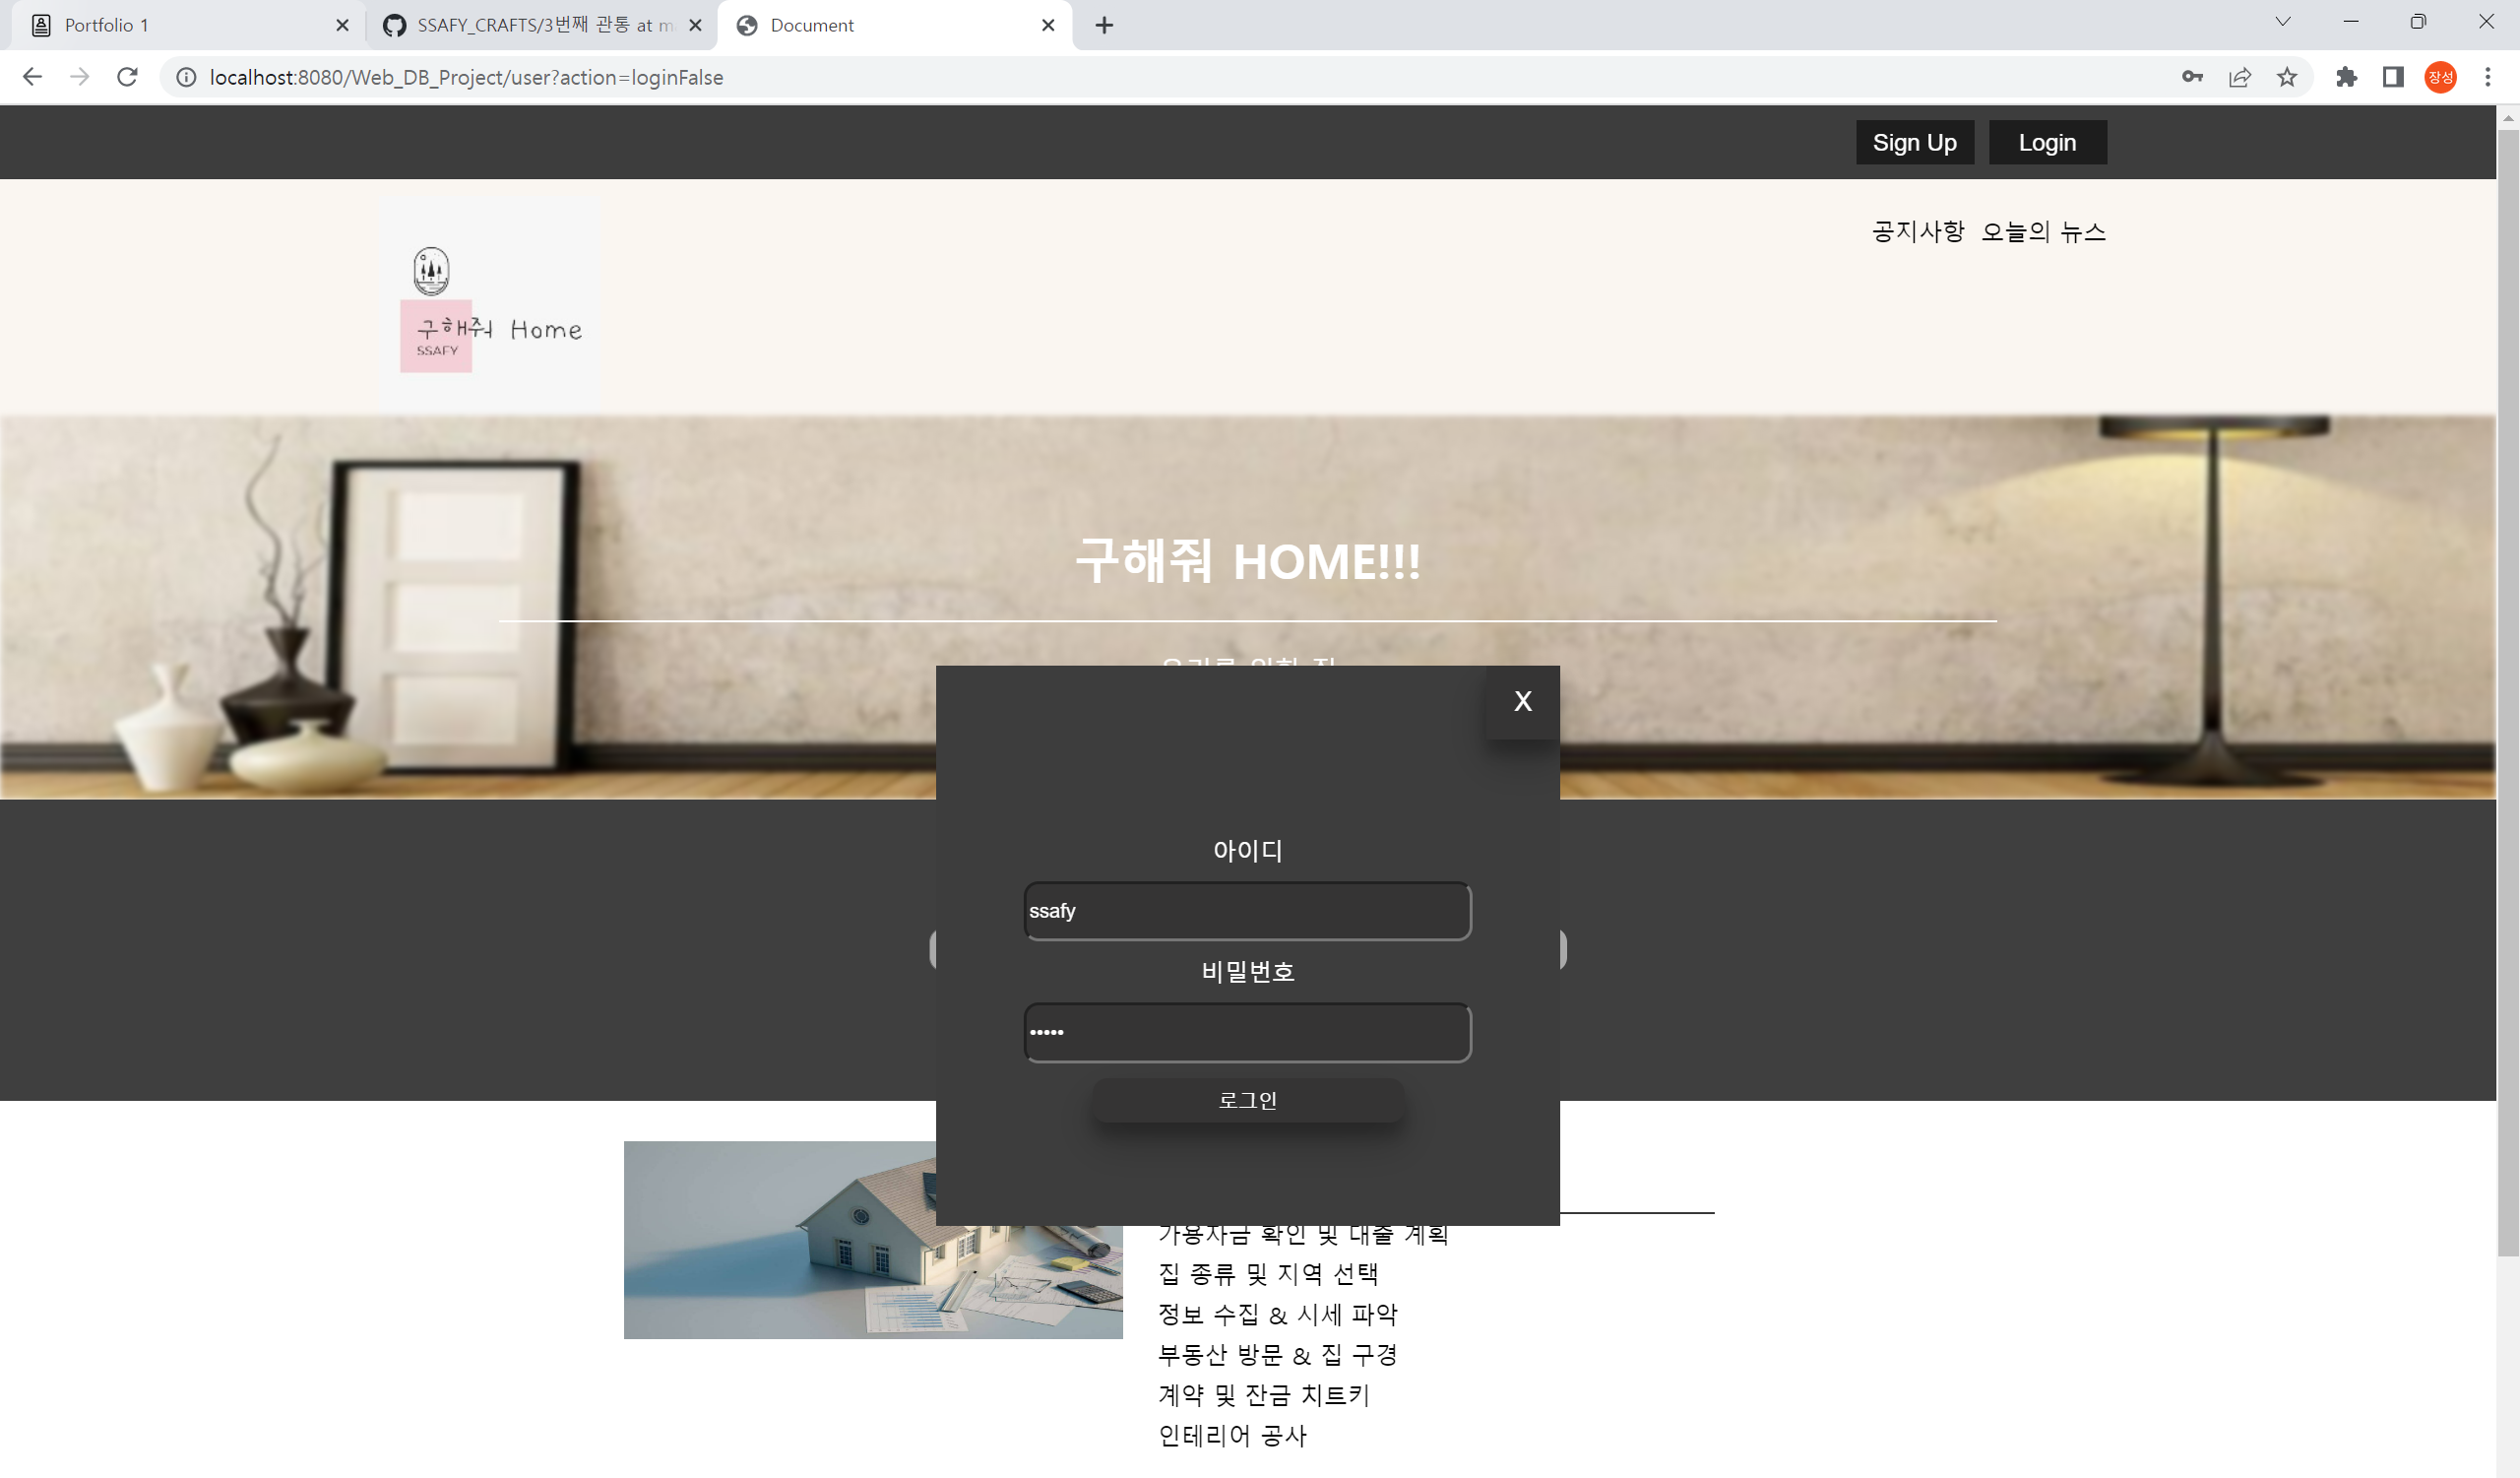 Portfolio 1
SSAFY_CRAFTS/3번째 관통 at m
Document
localhost:8080/Web_DB_Project/user?action=loginFalse
장성
Sign Up
Login
공지사항 오늘의 뉴스
구해줘 Home
SSAFY
구해줘 HOME!!!
X
아이디
ssafy
비밀번호
•••••
로그인
가용자금 확인 및 대출 계획
집 종류 및 지역 선택
정보 수집 & 시세 파악
부동산 방문 & 집 구경
계약 및 잔금 치트키
인테리어 공사